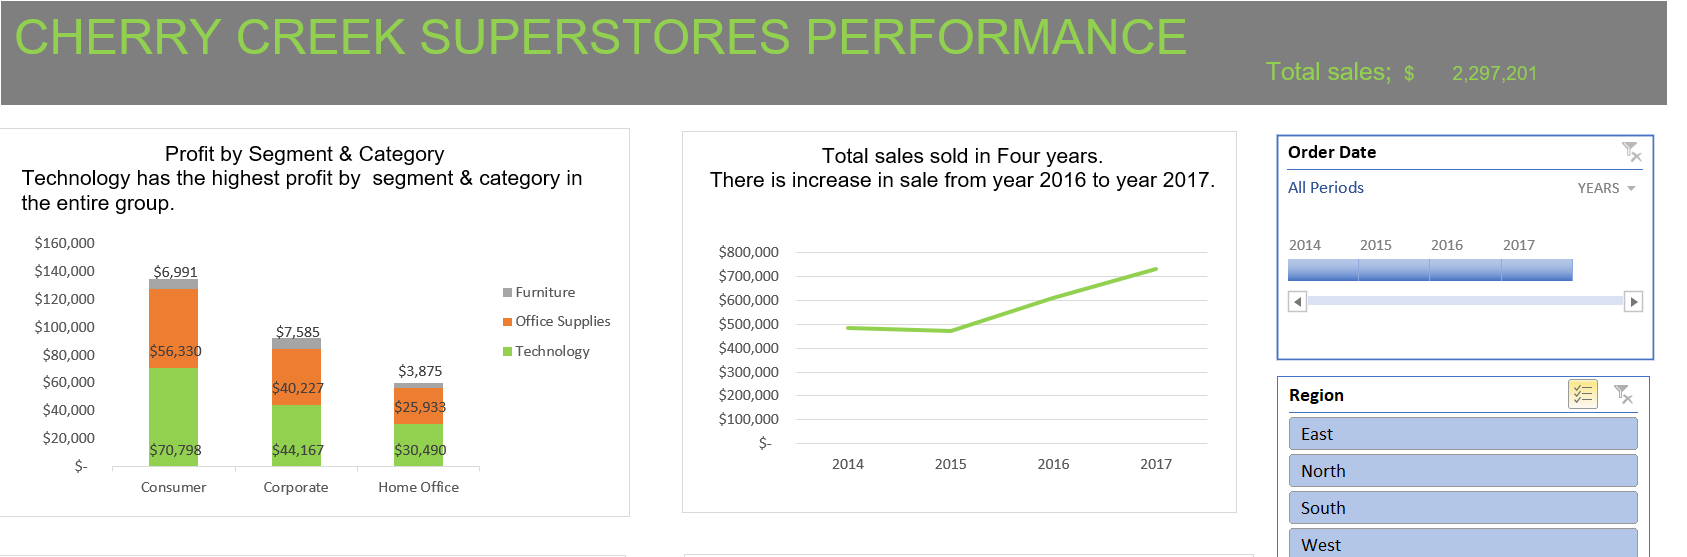 CHERRY CREEK SUPERSTORES PERFORMANCE
Total sales; $ 2,297,201
Profit by Segment & Category
Technology has the highest profit by  segment & category in
the entire group.
$160,000
$140,000
$120,000
$100,000
$80,000
$60,000
$40,000
$20,000
$-
$6,991
$56,330
$70,798
$7,585
$40,227
$44,167
$3,875
$25,933
$30,490
Consumer
Corporate
Home Office
Furniture
Office Supplies
Technology
Total sales sold in Four years.
There is increase in sale from year 2016 to year 2017.
$800,000
$700,000
$600,000
$500,000
$400,000
$300,000
$200,000
$100,000
$-
2014 2015 2016 2017
Order Date
All Periods YEARS
2014 2015 2016 2017
Region
East
North
South
West